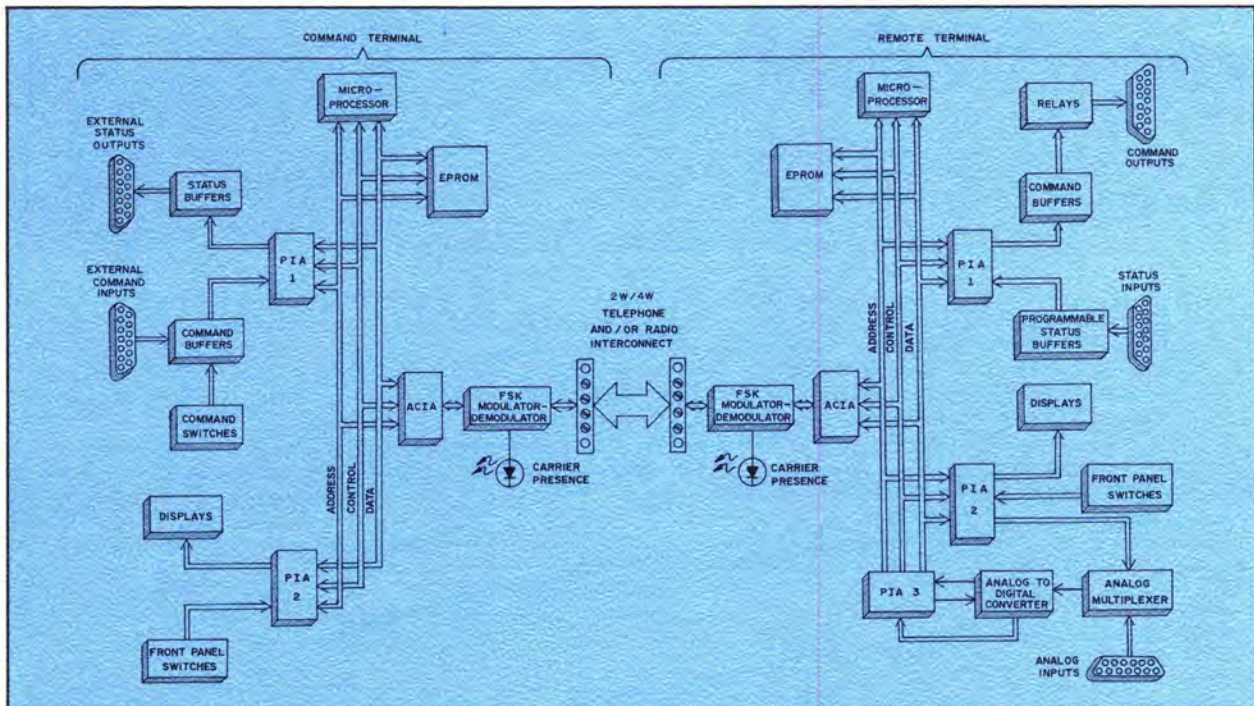 COMMAND TERMINAL
MICRO-
PROCESSOR
EXTERNAL
STATUS
OUTPUTS
STATUS
BUFFERS
EPROM
PIA
1
EXTERNAL
COMMAND
INPUTS
COMMAND
BUFFERS
COMMAND
SWITCHES
ACIA
FSK
MODULATOR-
DEMODULATOR
CARRIER
PRESENCE
ADDRESS
CONTROL
DATA
DISPLAYS
PIA
2
FRONT PANEL
SWITCHES
2W/4W
TELEPHONE
AND/OR RADIO
INTERCONNECT
REMOTE TERMINAL
MICRO-
PROCESSOR
RELAYS
COMMAND
OUTPUTS
EPROM
COMMAND
BUFFERS
PIA
1
STATUS
INPUTS
PROGRAMMABLE
STATUS
BUFFERS
ADDRESS
CONTROL
DATA
FSK
MODULATOR-
DEMODULATOR
ACIA
CARRIER
PRESENCE
DISPLAYS
PIA
2
FRONT PANEL
SWITCHES
PIA 3
ANALOG TO
DIGITAL
CONVERTER
ANALOG
MULTIPLEXER
ANALOG
INPUTS